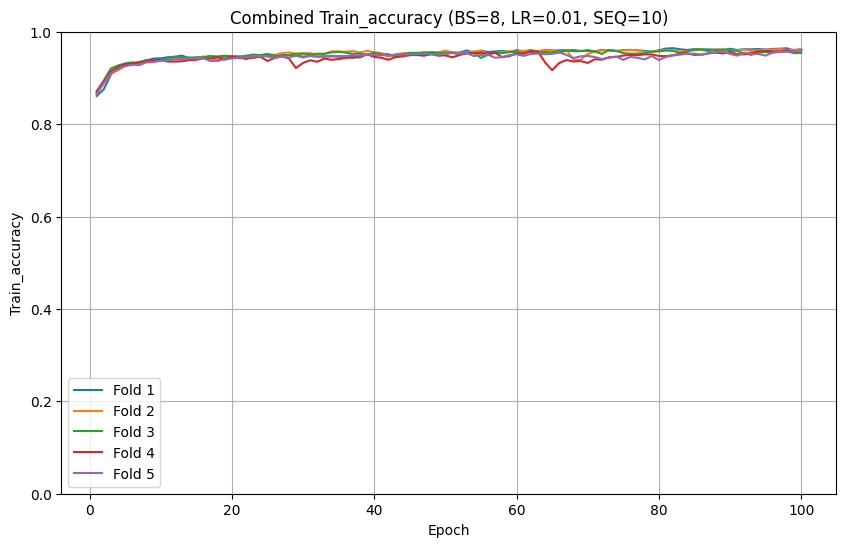 Combined Train_accuracy (BS=8, LR=0.01, SEQ=10)
Train_accuracy
1.0
0.8
0.6
0.4
0.2
0.0
Fold 1
Fold 2
Fold 3
Fold 4
Fold 5
0 20 40 60 80 100
Epoch